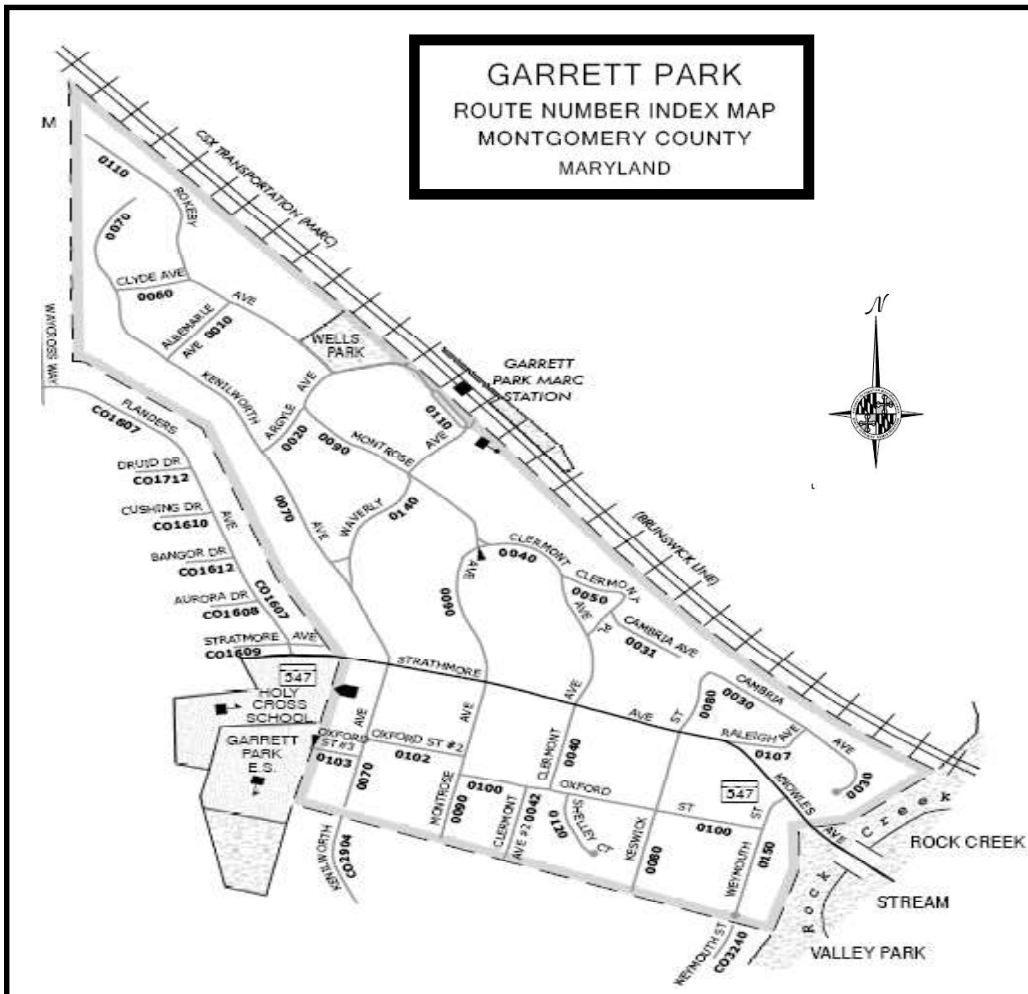 GARRETT PARK
ROUTE NUMBER INDEX MAP
MONTGOMERY COUNTY
MARYLAND
M
CSX TRANSPORTATION (MARC)
0110
ROKEBY
0070
CLYDE AVE
0060
AVE
ALBEMARLE
AVE 0010
WELLS
PARK
GARRETT
PARK MARC
STATION
N
WAYCROSS WAY
KENILWORTH
ARGYLE AVE
0020
0110
FLANDERS
CO1607
0090
MONTROSE
AVE
DRUID DR
CO1712
0070
WAVERLY
0140
CUSHING DR
CO1610
AVE
AVE
(BRUNSWICK LINE)
BANGOR DR
CO1612
CLERMONT
0040
AVE
CLERMONT
0050
PL
AURORA DR
CO1608
CO1607
0600
AVE
CAMBRIA AVE
0031
STRATMORE AVE
CO1609
STRATHMORE
547
CAMBRIA
0030
0080
HOLY
CROSS
SCHOOL
AVE
AVE
AVE
AVE
ST
RALEIGH AVE
0107
AVE
GARRETT
PARK
E.S.
OXFORD
ST #3
0103
OXFORD ST #2
0102
0070
CLERMONT
0040
KNOWLES
0030
547
MONTROSE
0090
0100
OXFORD
ST
ST
0100
CLERMONT
AVE #2 0042
SHELLEY CT
0120
KESWICK
0080
WEYMOUTH
0150
AVE
Creek
ROCK CREEK
KENILWORTH
CO2904
Rock
STREAM
VALLEY PARK
WEYMOUTH ST
CO3240